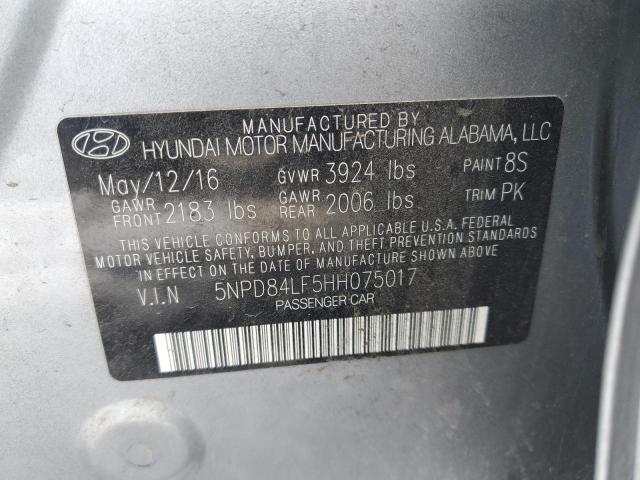 MANUFACTURED BY
HYUNDAI MOTOR MANUFACTURING ALABAMA, LLC
May/12/16 GVWR 3924 lbs PAINT 8S
GAWR FRONT 2183 lbs GAWR REAR 2006 lbs TRIM PK
THIS VEHICLE CONFORMS TO ALL APPLICABLE U.S.A. FEDERAL
MOTOR VEHICLE SAFETY, BUMPER, AND THEFT PREVENTION STANDARDS
IN EFFECT ON THE DATE OF MANUFACTURE SHOWN ABOVE.
V.I.N 5NPD84LF5HH075017
PASSENGER CAR